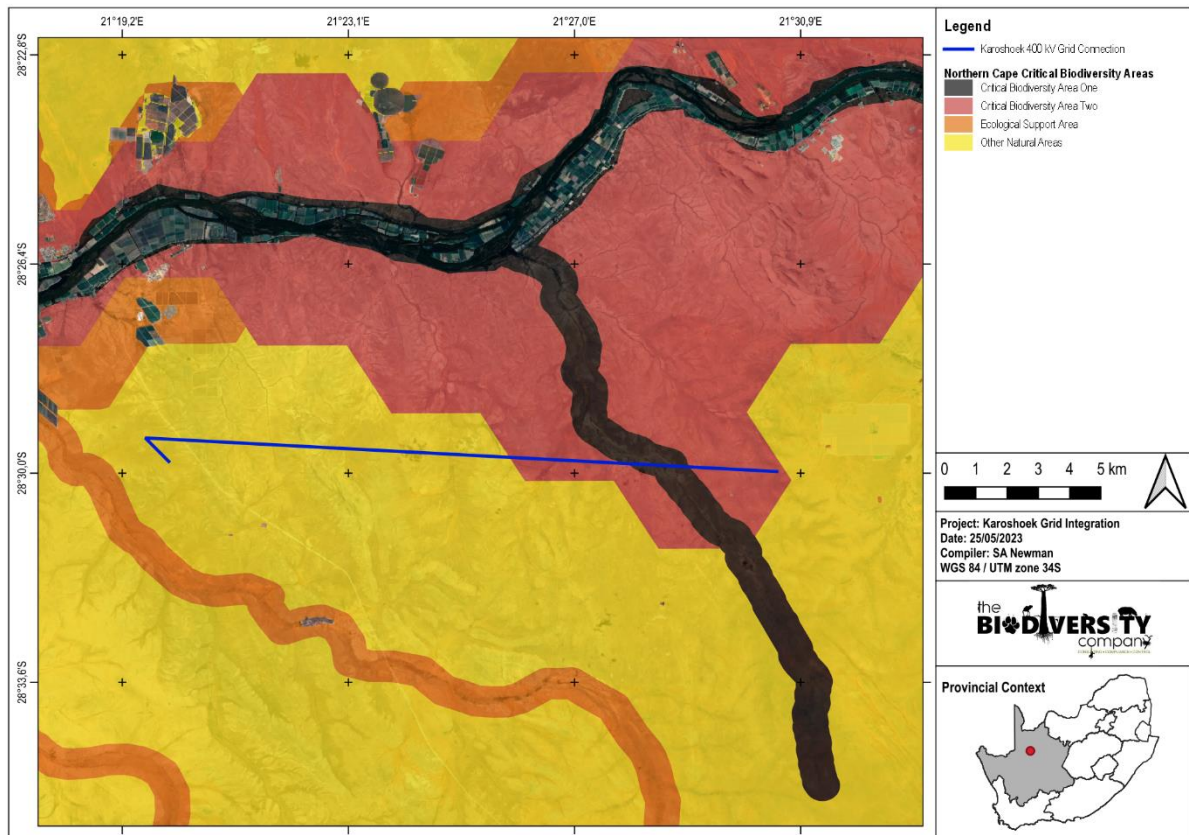 21°19,2'E
21°23,1'E
21°27,0'E
21°30,9'E
28°22,8'S
28°26,4'S
28°30,0'S
28°33,6'S
Legend
Karoshoek 400 kV Grid Connection
Northern Cape Critical Biodiversity Areas
Critical Biodiversity Area One
Critical Biodiversity Area Two
Ecological Support Area
Other Natural Areas
0 1 2 3 4 5 km
Project: Karoshoek Grid Integration
Date: 25/05/2023
Compiler: SA Newman
WGS 84 / UTM zone 34S
the
BIODIVERSITY
company
Provincial Context